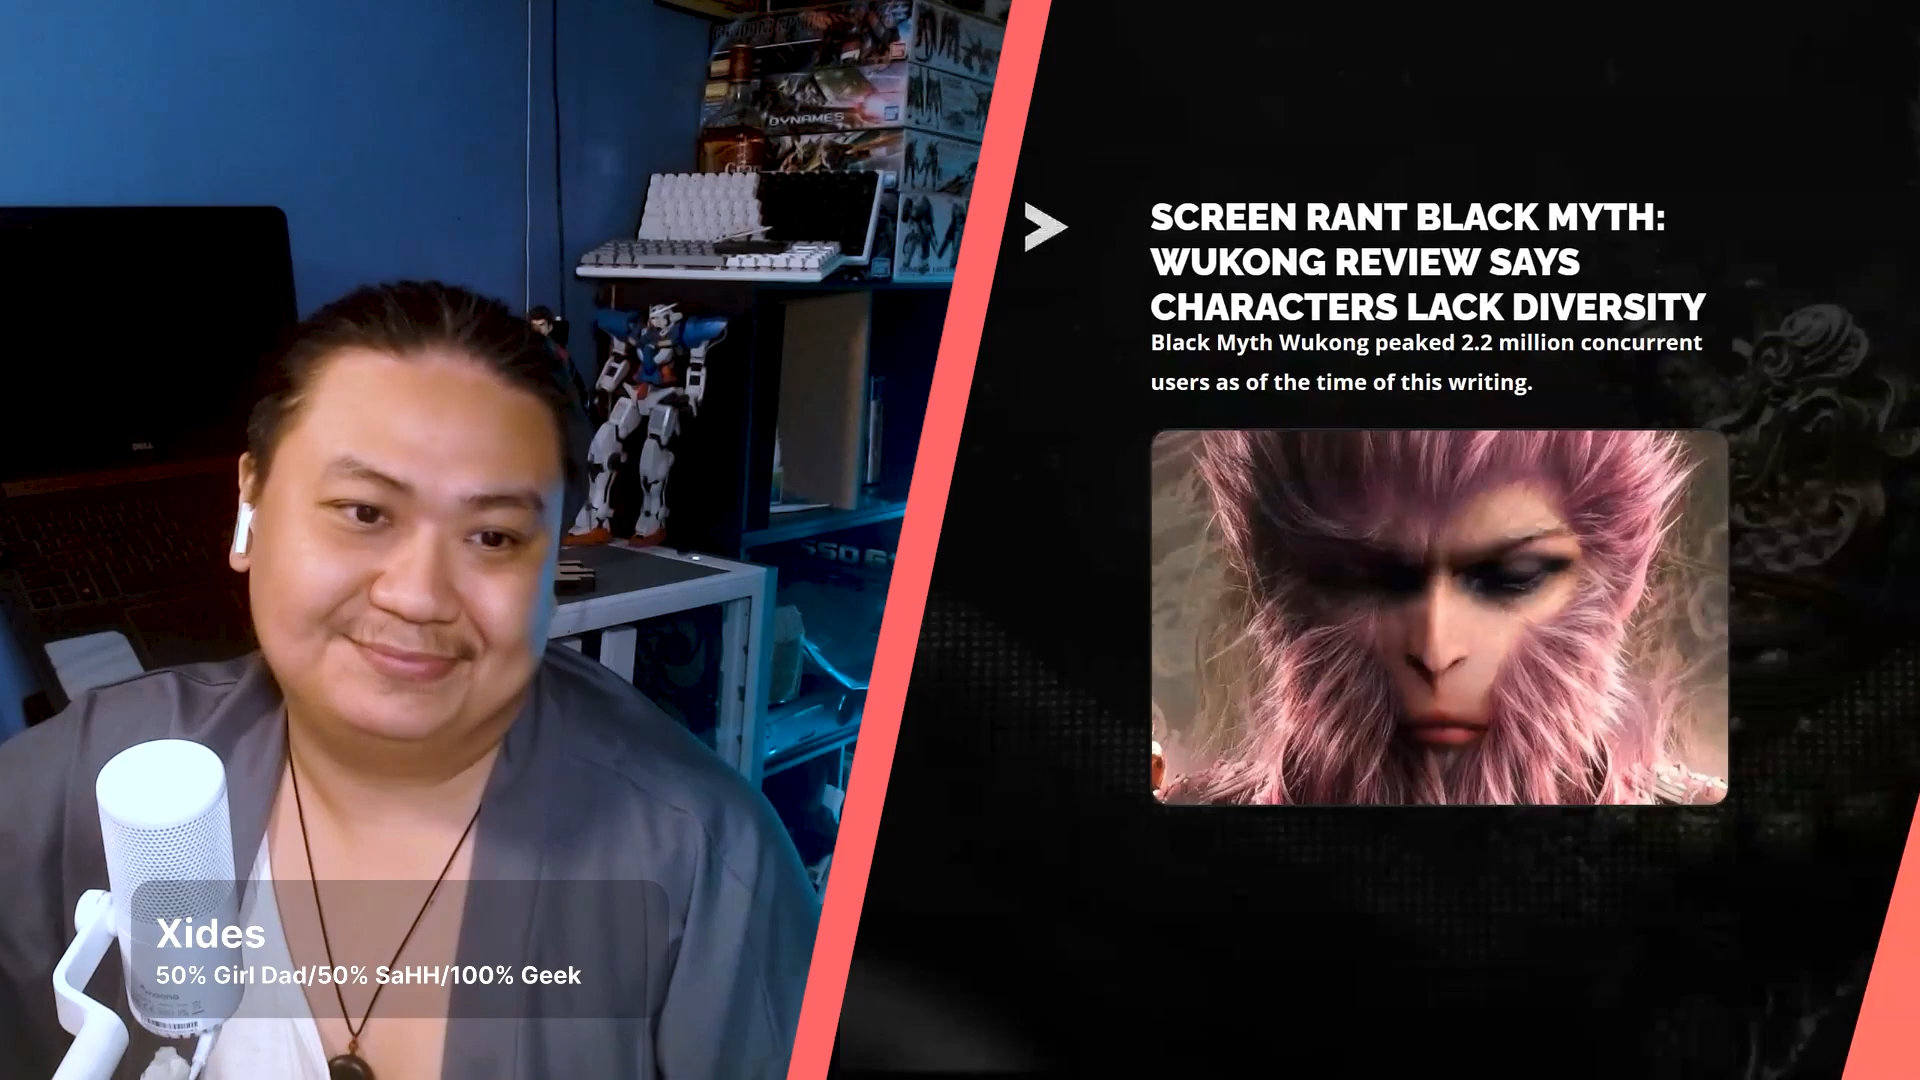 DYNAMES
DELL
SCREEN RANT BLACK MYTH:
WUKONG REVIEW SAYS
CHARACTERS LACK DIVERSITY
Black Myth Wukong peaked 2.2 million concurrent
users as of the time of this writing.
Xides
50% Girl Dad/50% SaHH/100% Geek